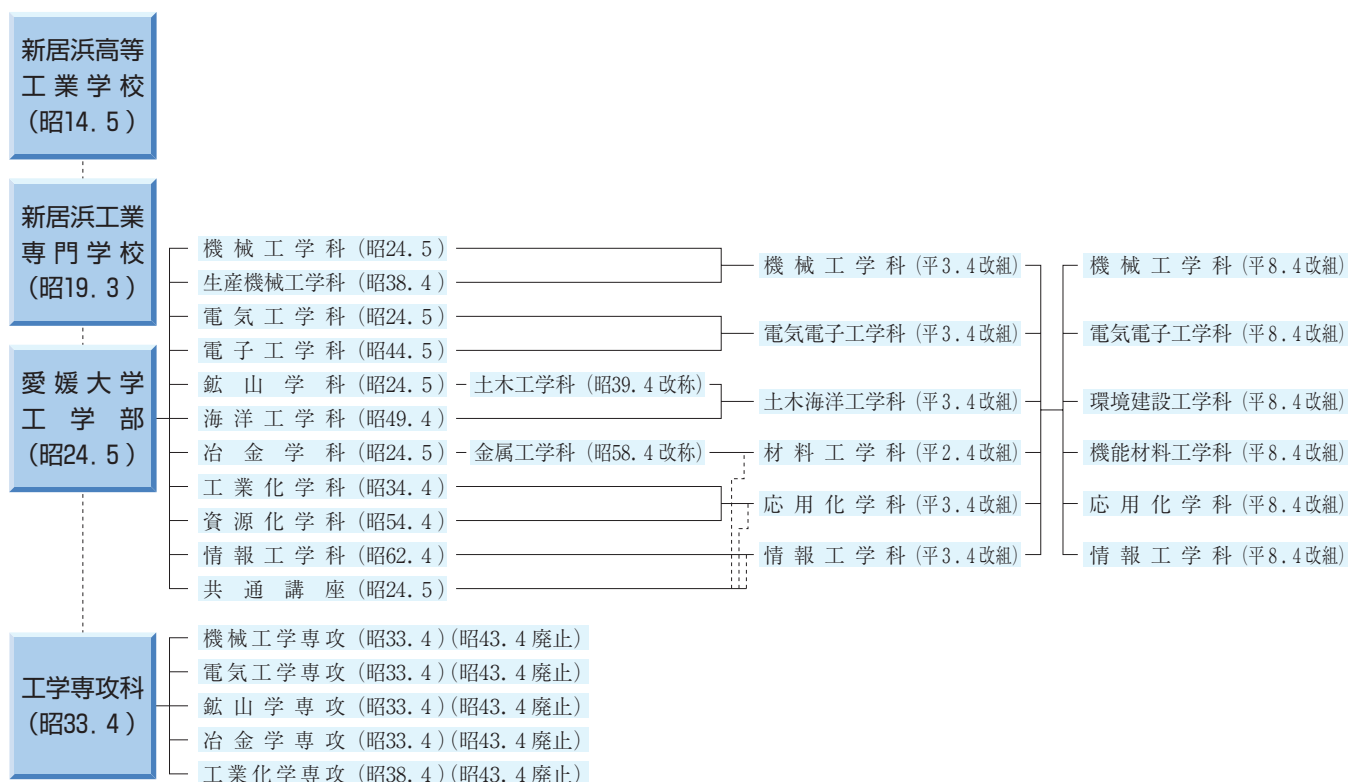 新居浜高等
工業学校
(昭14.5)
新居浜工業
専門学校
(昭19.3)
愛媛大学
工学部
(昭24.5)
機械工学科(昭24.5)
生産機械工学科(昭38.4)
電気工学科(昭24.5)
電子工学科(昭44.5)
鉱山学科(昭24.5) 土木工学科(昭39.4改称)
海洋工学科(昭49.4)
冶金学科(昭24.5) 金属工学科(昭58.4改称)
工業化学科(昭34.4)
資源化学科(昭54.4)
情報工学科(昭62.4)
共通講座(昭24.5)
機械工学科(平3.4改組)
電気電子工学科(平3.4改組)
土木海洋工学科(平3.4改組)
材料工学科(平2.4改組)
応用化学科(平3.4改組)
情報工学科(平3.4改組)
機械工学科(平8.4改組)
電気電子工学科(平8.4改組)
環境建設工学科(平8.4改組)
機能材料工学科(平8.4改組)
応用化学科(平8.4改組)
情報工学科(平8.4改組)
工学専攻科
(昭33.4)
機械工学専攻(昭33.4)(昭43.4廃止)
電気工学専攻(昭33.4)(昭43.4廃止)
鉱山学専攻(昭33.4)(昭43.4廃止)
冶金学専攻(昭33.4)(昭43.4廃止)
工業化学専攻(昭38.4)(昭43.4廃止)